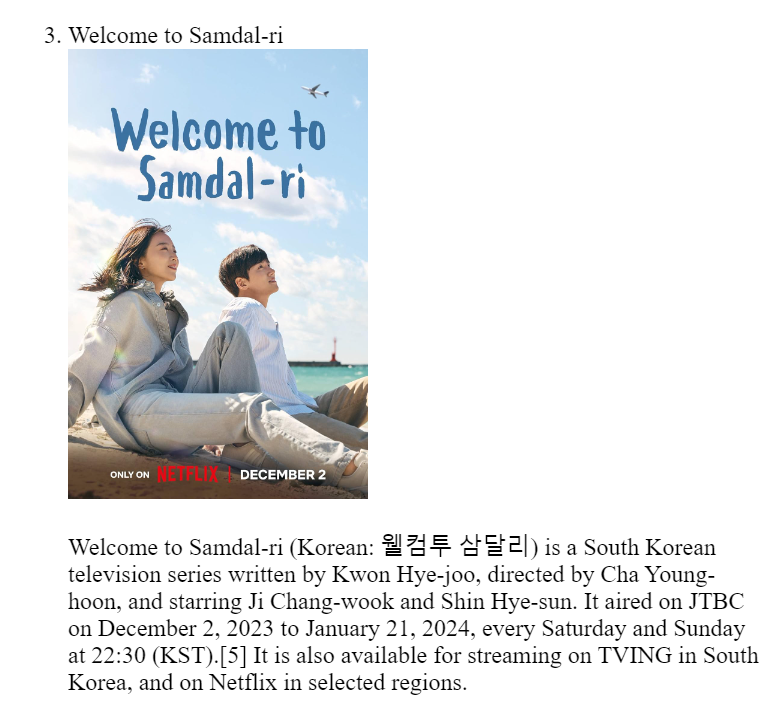 3. Welcome to Samdal-ri
Welcome to
Samdal-ri
ONLY ON NETFLIX DECEMBER 2
Welcome to Samdal-ri (Korean: 웰컴투 삼달리) is a South Korean
television series written by Kwon Hye-joo, directed by Cha Young-
hoon, and starring Ji Chang-wook and Shin Hye-sun. It aired on JTBC
on December 2, 2023 to January 21, 2024, every Saturday and Sunday
at 22:30 (KST).[5] It is also available for streaming on TVING in South
Korea, and on Netflix in selected regions.